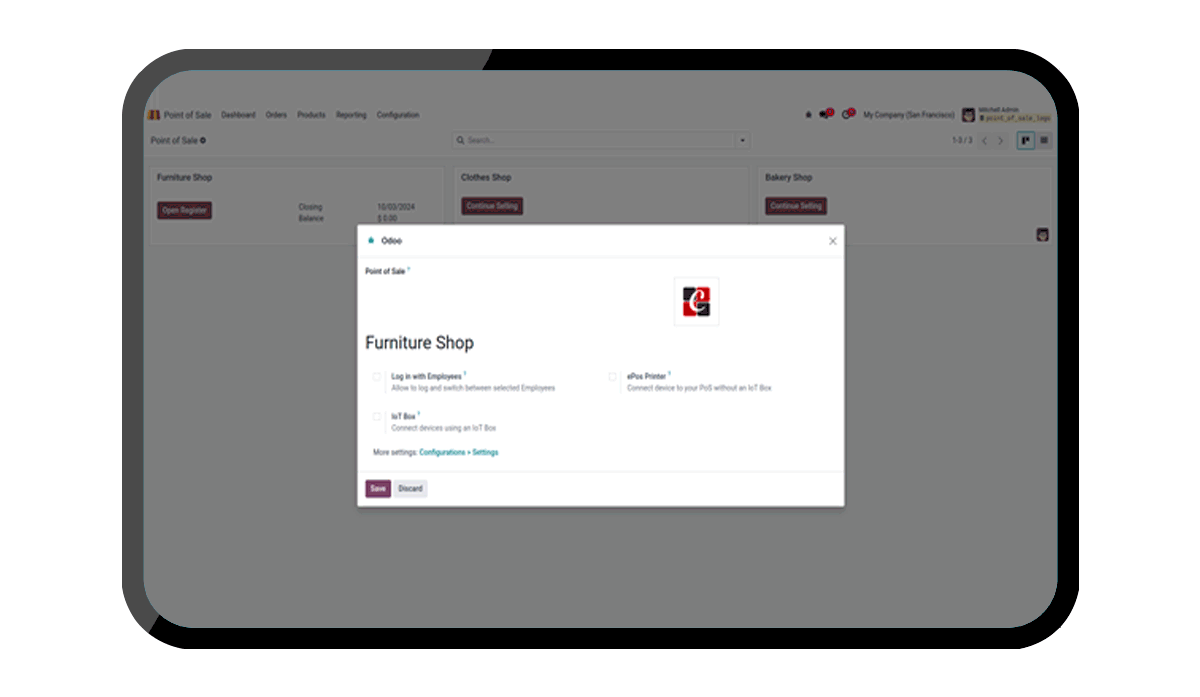 Point of Sale Dashboard Orders Products Reporting Configuration My Company (San Francisco) Mitchell Admin
point_of_sale_logo
Point of Sale Search... 1-3 / 3
Furniture Shop Clothes Shop Bakery Shop
Open Register Closing 10/03/2024 Continue Selling Continue Selling
Balance $ 0.00
Odoo
Point of Sale ?
C
Furniture Shop
Log in with Employees ? ePos Printer ?
Allow to log and switch between selected Employees Connect device to your PoS without an IoT Box
IoT Box ?
Connect devices using an IoT Box
More settings: Configurations > Settings
Save Discard